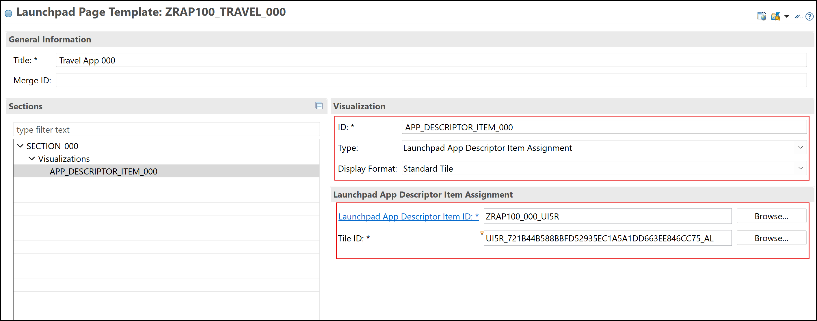 Launchpad Page Template: ZRAP100_TRAVEL_000
General Information
Title: * Travel App 000
Merge ID:
Sections
type filter text
SECTION_000
Visualizations
APP_DESCRIPTOR_ITEM_000
Visualization
ID: * APP_DESCRIPTOR_ITEM_000
Type: Launchpad App Descriptor Item Assignment
Display Format: Standard Tile
Launchpad App Descriptor Item Assignment
Launchpad App Descriptor Item ID: * ZRAP100_000_UI5R Browse...
Tile ID: * UI5R_721B44B588BBFD52935EC1A5A1DD663EE846CC75_AL Browse...